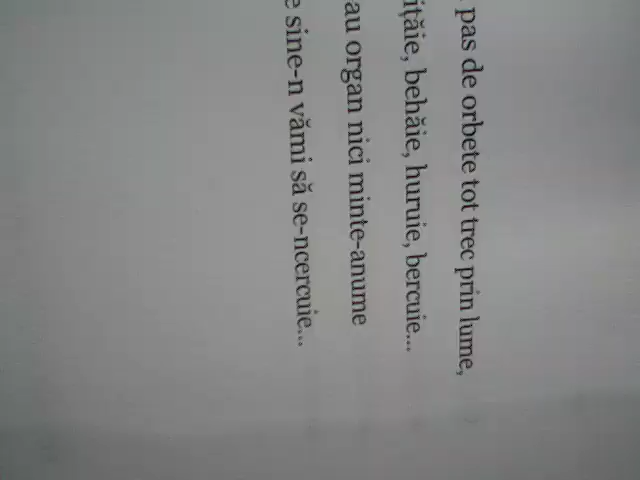 pas de orbete tot trec prin lume,
ițăie, behăie, huruie, bercuie...
au organ nici minte-anume
e sine-n vămi să se-ncercuie...